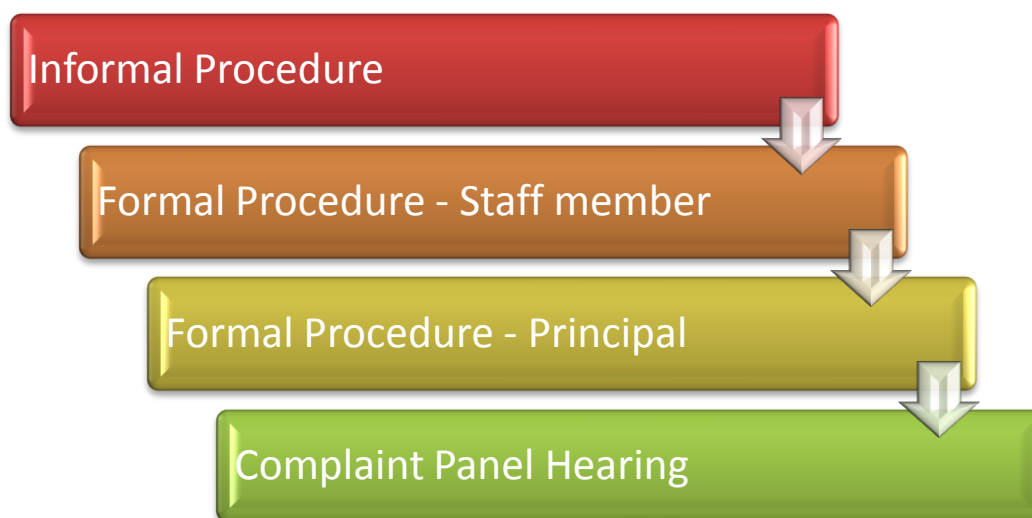 Informal Procedure
Formal Procedure - Staff member
Formal Procedure - Principal
Complaint Panel Hearing